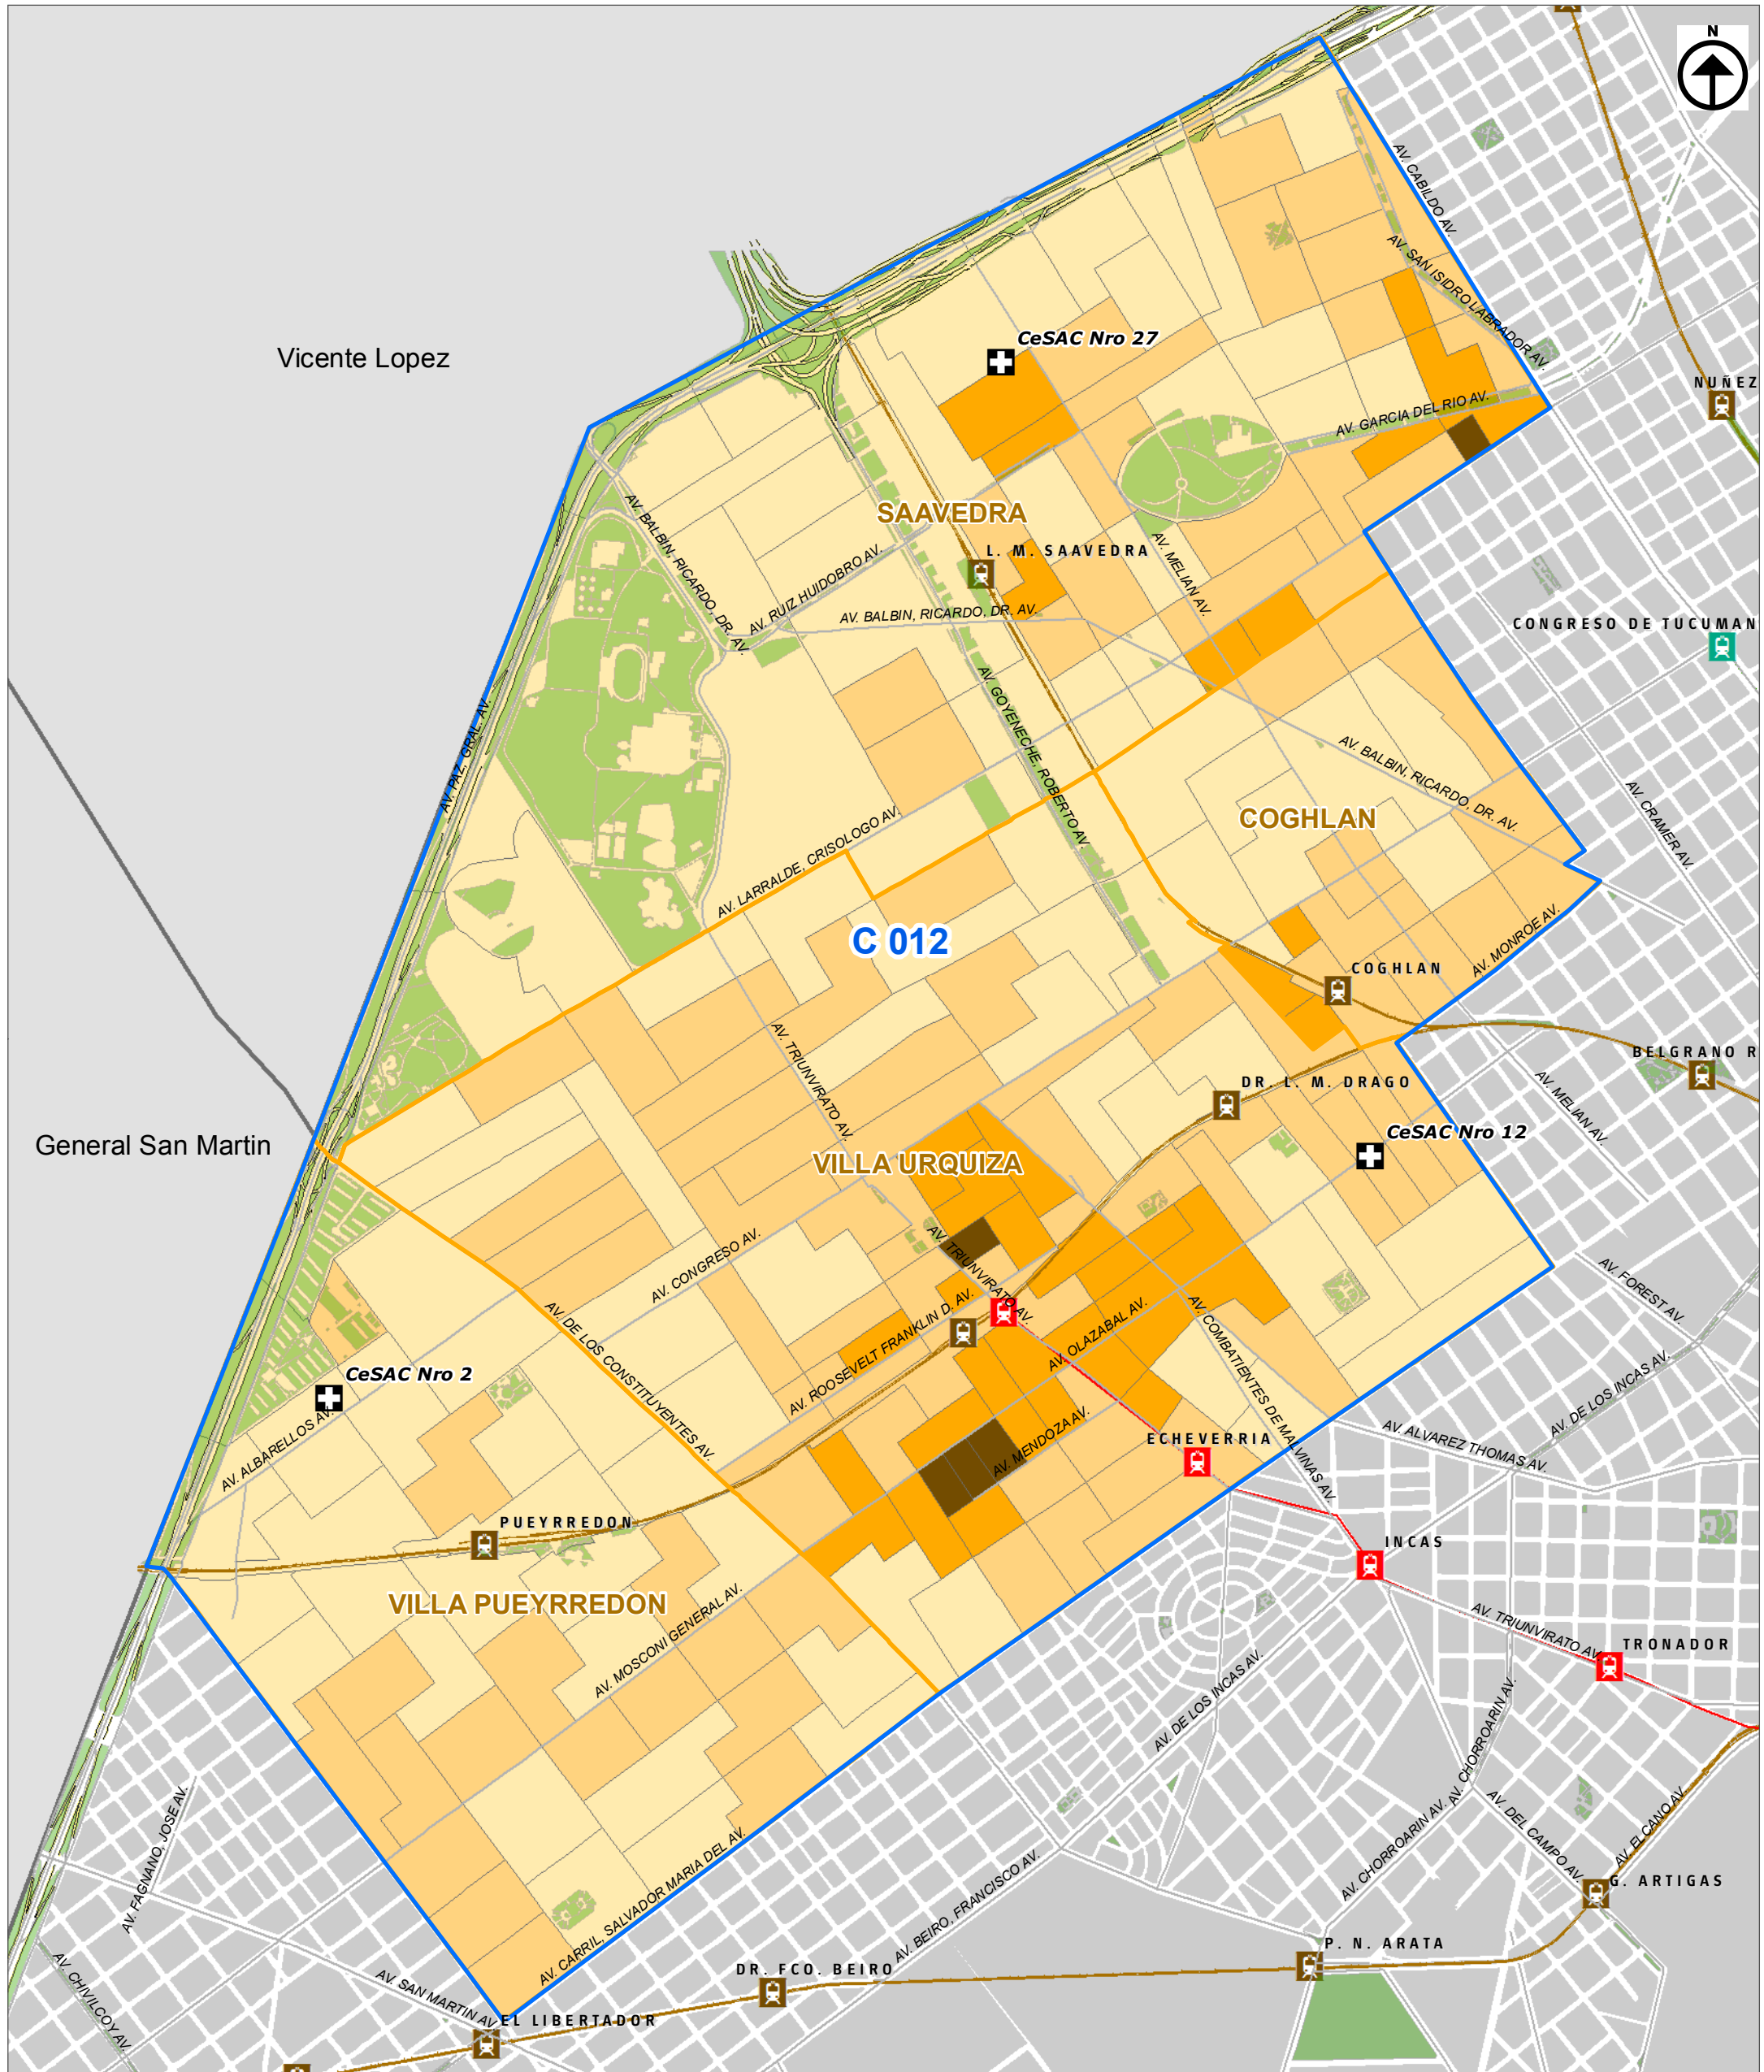 N
AV. CABILDO AV.
AV. SAN ISIDRO LABRADOR AV.
CeSAC Nro 27
Vicente Lopez
NUÑEZ
AV. GARCIA DEL RIO AV.
AV. BALBIN, RICARDO, DR. AV.
SAAVEDRA
L. M. SAAVEDRA
AV. MELIAN AV.
AV. RUIZ HUIDOBRO AV.
AV. BALBIN, RICARDO, DR. AV.
CONGRESO DE TUCUMAN
AV. PAZ, GRAL. AV.
AV. GOYENECHE, ROBERTO AV.
AV. BALBIN, RICARDO, DR. AV.
AV. CRAMER AV.
COGHLAN
AV. LARRALDE, CRISOLOGO AV.
C 012
AV. MONROE AV.
COGHLAN
AV. TRIUNVIRATO AV.
BELGRANO R
DR. L. M. DRAGO
AV. MELIAN AV.
CeSAC Nro 12
General San Martin
VILLA URQUIZA
AV. CONGRESO AV.
AV. TRIUNVIRATO AV.
AV. FOREST AV.
AV. DE LOS CONSTITUYENTES AV.
AV. ROOSEVELT FRANKLIN D. AV.
AV. OLAZABAL AV.
AV. COMBATIENTES DE MALVINAS AV.
CeSAC Nro 2
AV. DE LOS INCAS AV.
AV. ALBARELLOS AV.
AV. MENDOZA AV.
ECHEVERRIA
AV. ALVAREZ THOMAS AV.
PUEYRREDON
INCAS
VILLA PUEYRREDON
AV. MOSCONI GENERAL AV.
AV. TRIUNVIRATO AV.
TRONADOR
AV. DE LOS INCAS AV.
AV. CHORROARIN AV.
AV. FAGNANO, JOSE AV.
AV. CHORROARIN AV.
AV. DEL CAMPO AV.
AV. ELCANO AV.
G. ARTIGAS
AV. CARRIL, SALVADOR MARIA DEL AV.
AV. BEIRO, FRANCISCO AV.
P. N. ARATA
DR. FCO. BEIRO
AV. CHIVILCOY AV.
AV. SAN MARTIN AV.
EL LIBERTADOR